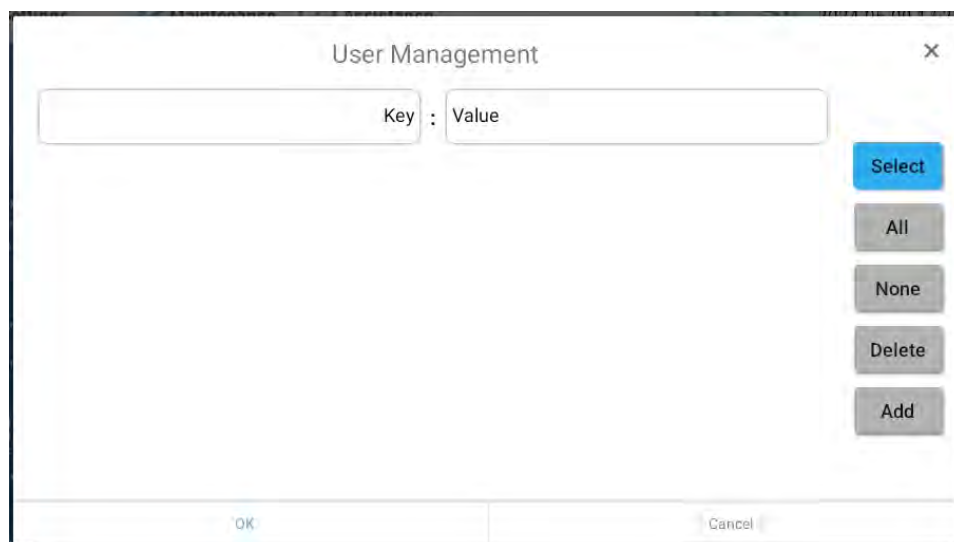 User Management ×
Key : Value
Select
All
None
Delete
Add
OK Cancel